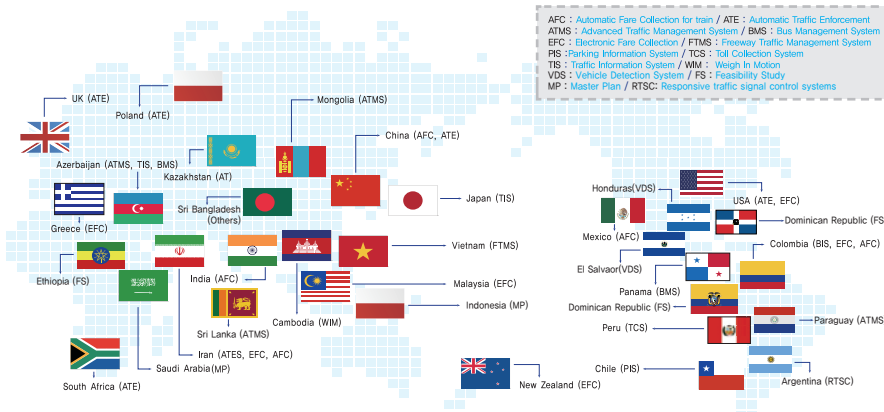 AFC : Automatic Fare Collection for train / ATE : Automatic Traffic Enforcement
ATMS : Advanced Traffic Management System / BMS : Bus Management System
EFC : Electronic Fare Collection / FTMS : Freeway Traffic Management System
PIS :Parking Information System / TCS : Toll Collection System
TIS : Traffic Information System / WIM : Weigh In Motion
VDS : Vehicle Detection System / FS : Feasibility Study
MP : Master Plan / RTSC: Responsive traffic signal control systems
UK (ATE)
Poland (ATE)
Mongolia (ATMS)
China (AFC, ATE)
Azerbaijan (ATMS, TIS, BMS)
Kazakhstan (AT)
Japan (TIS)
Sri Bangladesh
(Others)
Greece (EFC)
Vietnam (FTMS)
Ethiopia (FS)
India (AFC)
Malaysia (EFC)
Indonesia (MP)
Cambodia (WIM)
Sri Lanka (ATMS)
Iran (ATES, EFC, AFC)
Saudi Arabia(MP)
South Africa (ATE)
New Zealand (EFC)
Honduras(VDS)
USA (ATE, EFC)
Dominican Republic (FS
Mexico (AFC)
Colombia (BIS, EFC, AFC)
El Salvaor(VDS)
Panama (BMS)
Dominican Republic (FS)
Paraguay (ATMS
Peru (TCS)
Chile (PIS)
Argentina (RTSC)